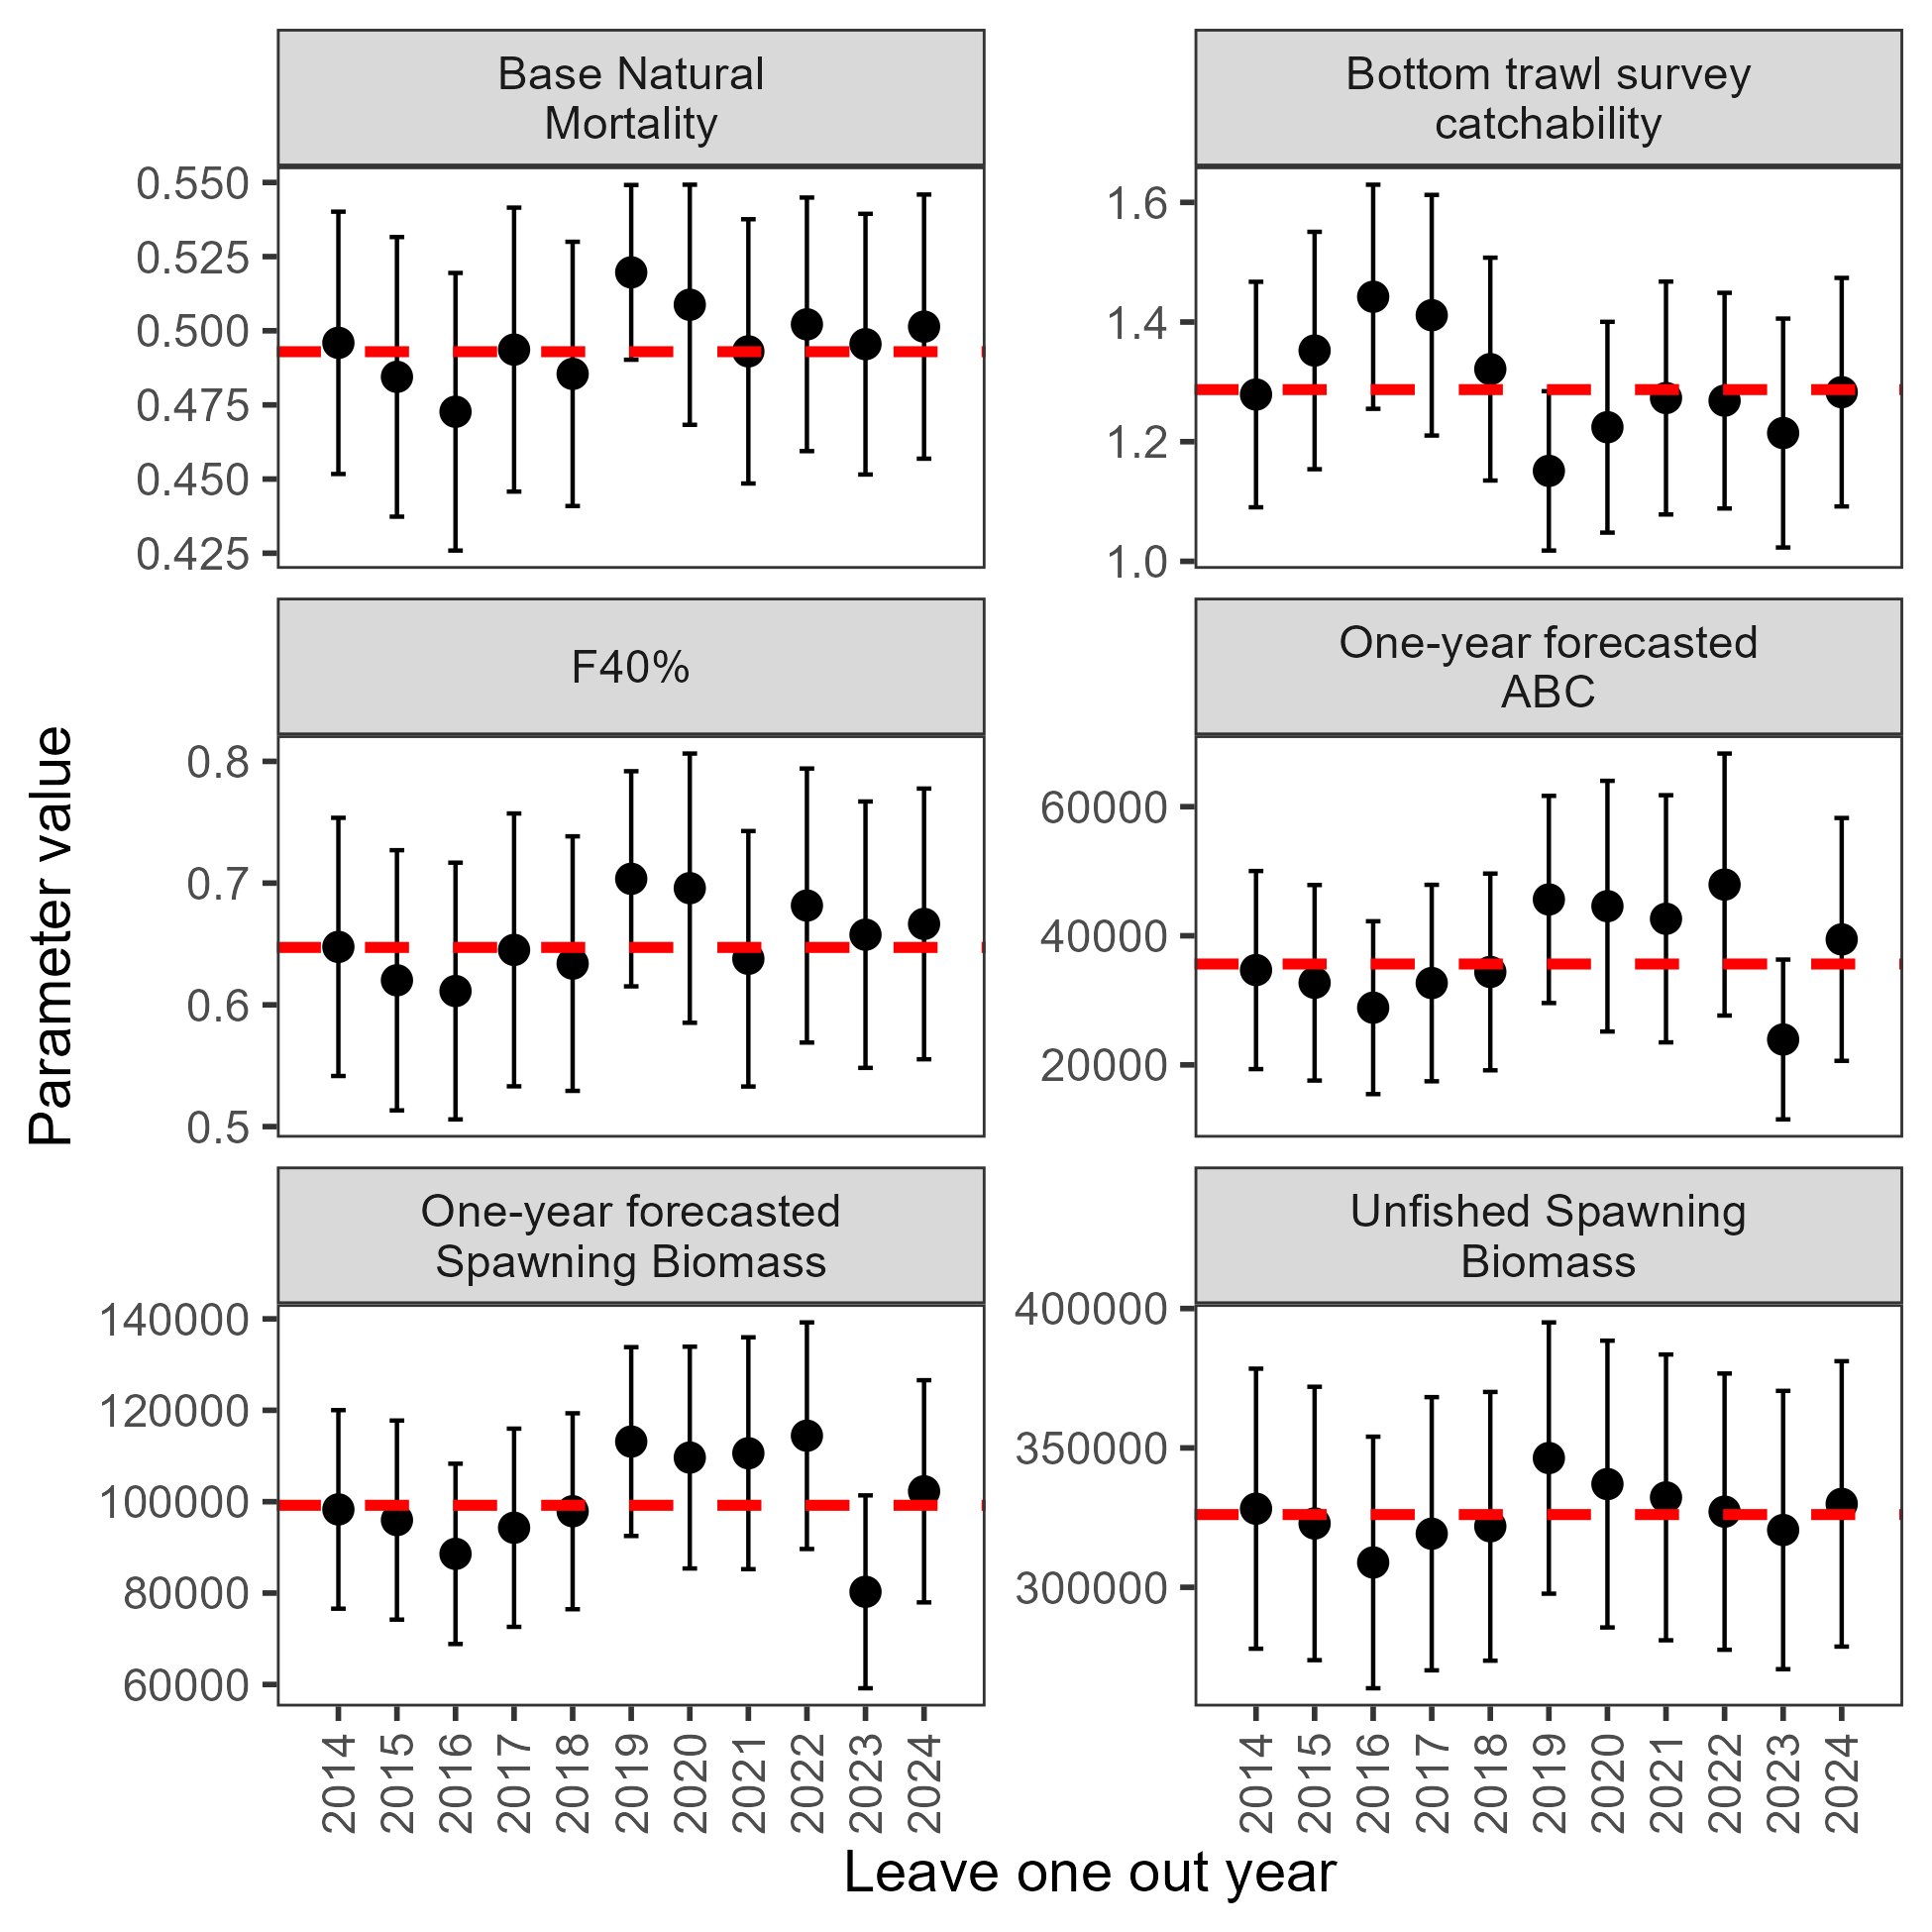 Base Natural
Mortality
Bottom trawl survey
catchability
0.550
0.525
0.500
0.475
0.450
0.425
1.6
1.4
1.2
1.0
F40%
One-year forecasted
ABC
0.8
0.7
0.6
0.5
60000
40000
20000
Parameter value
One-year forecasted
Spawning Biomass
Unfished Spawning
Biomass
140000
120000
100000
80000
60000
400000
350000
300000
2014 2015 2016 2017 2018 2019 2020 2021 2022 2023 2024
2014 2015 2016 2017 2018 2019 2020 2021 2022 2023 2024
Leave one out year